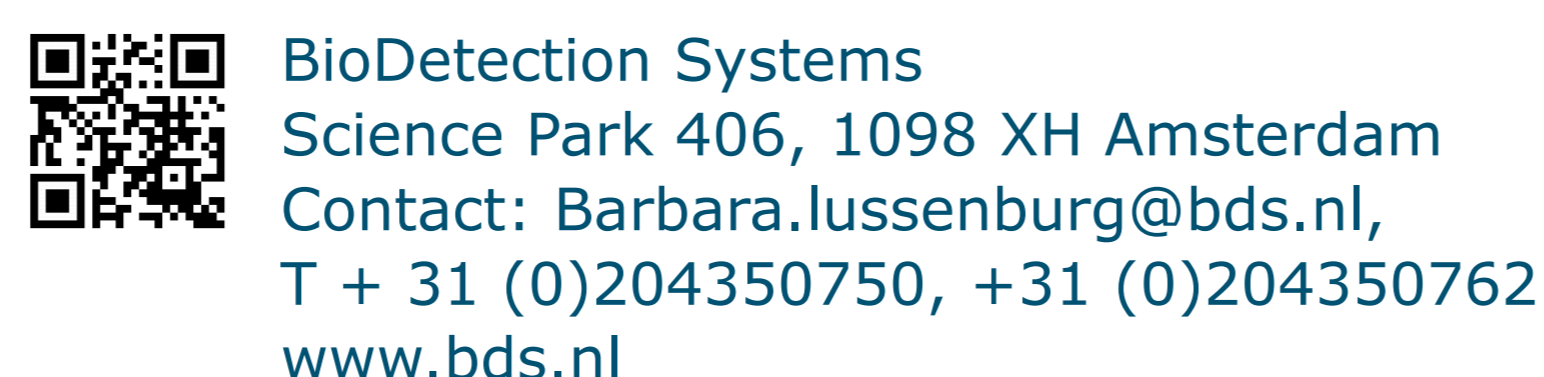 BioDetection Systems
Science Park 406, 1098 XH Amsterdam
Contact: Barbara.lussenburg@bds.nl,
T + 31 (0)204350750, +31 (0)204350762
www.bds.nl